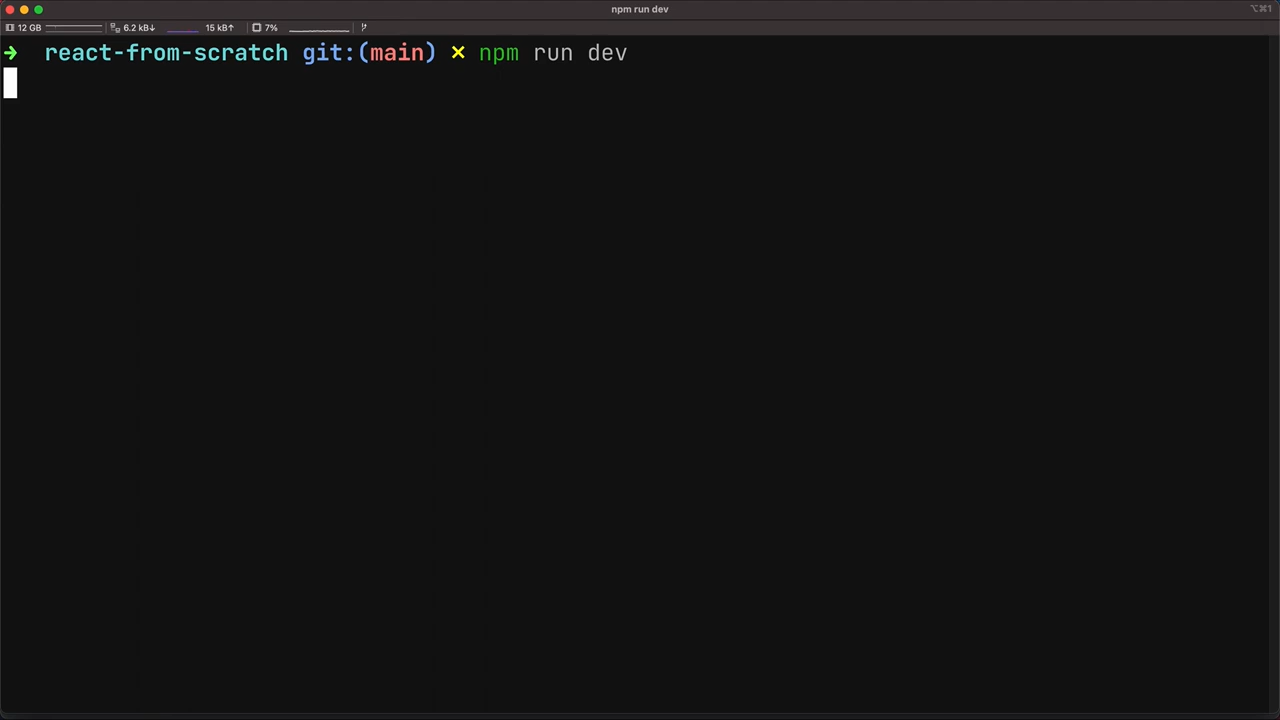 npm run dev
⌥⌘1
12 GB 6.2 kB↓ 15 kB↑ 7%
➜ react-from-scratch git:(main) ✗ npm run dev